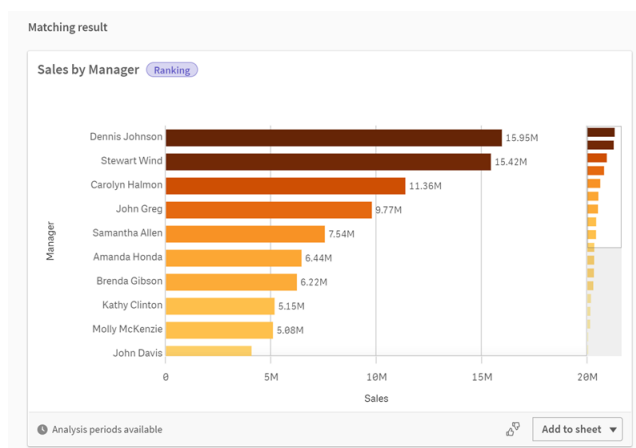 Matching result
Sales by Manager Ranking
Dennis Johnson 15.95M
Stewart Wind 15.42M
Carolyn Halmon 11.36M
John Greg 9.77M
Samantha Allen 7.54M
Amanda Honda 6.44M
Brenda Gibson 6.22M
Kathy Clinton 5.15M
Molly McKenzie 5.08M
John Davis
Manager
0 5M 10M 15M 20M
Sales
Analysis periods available
Add to sheet